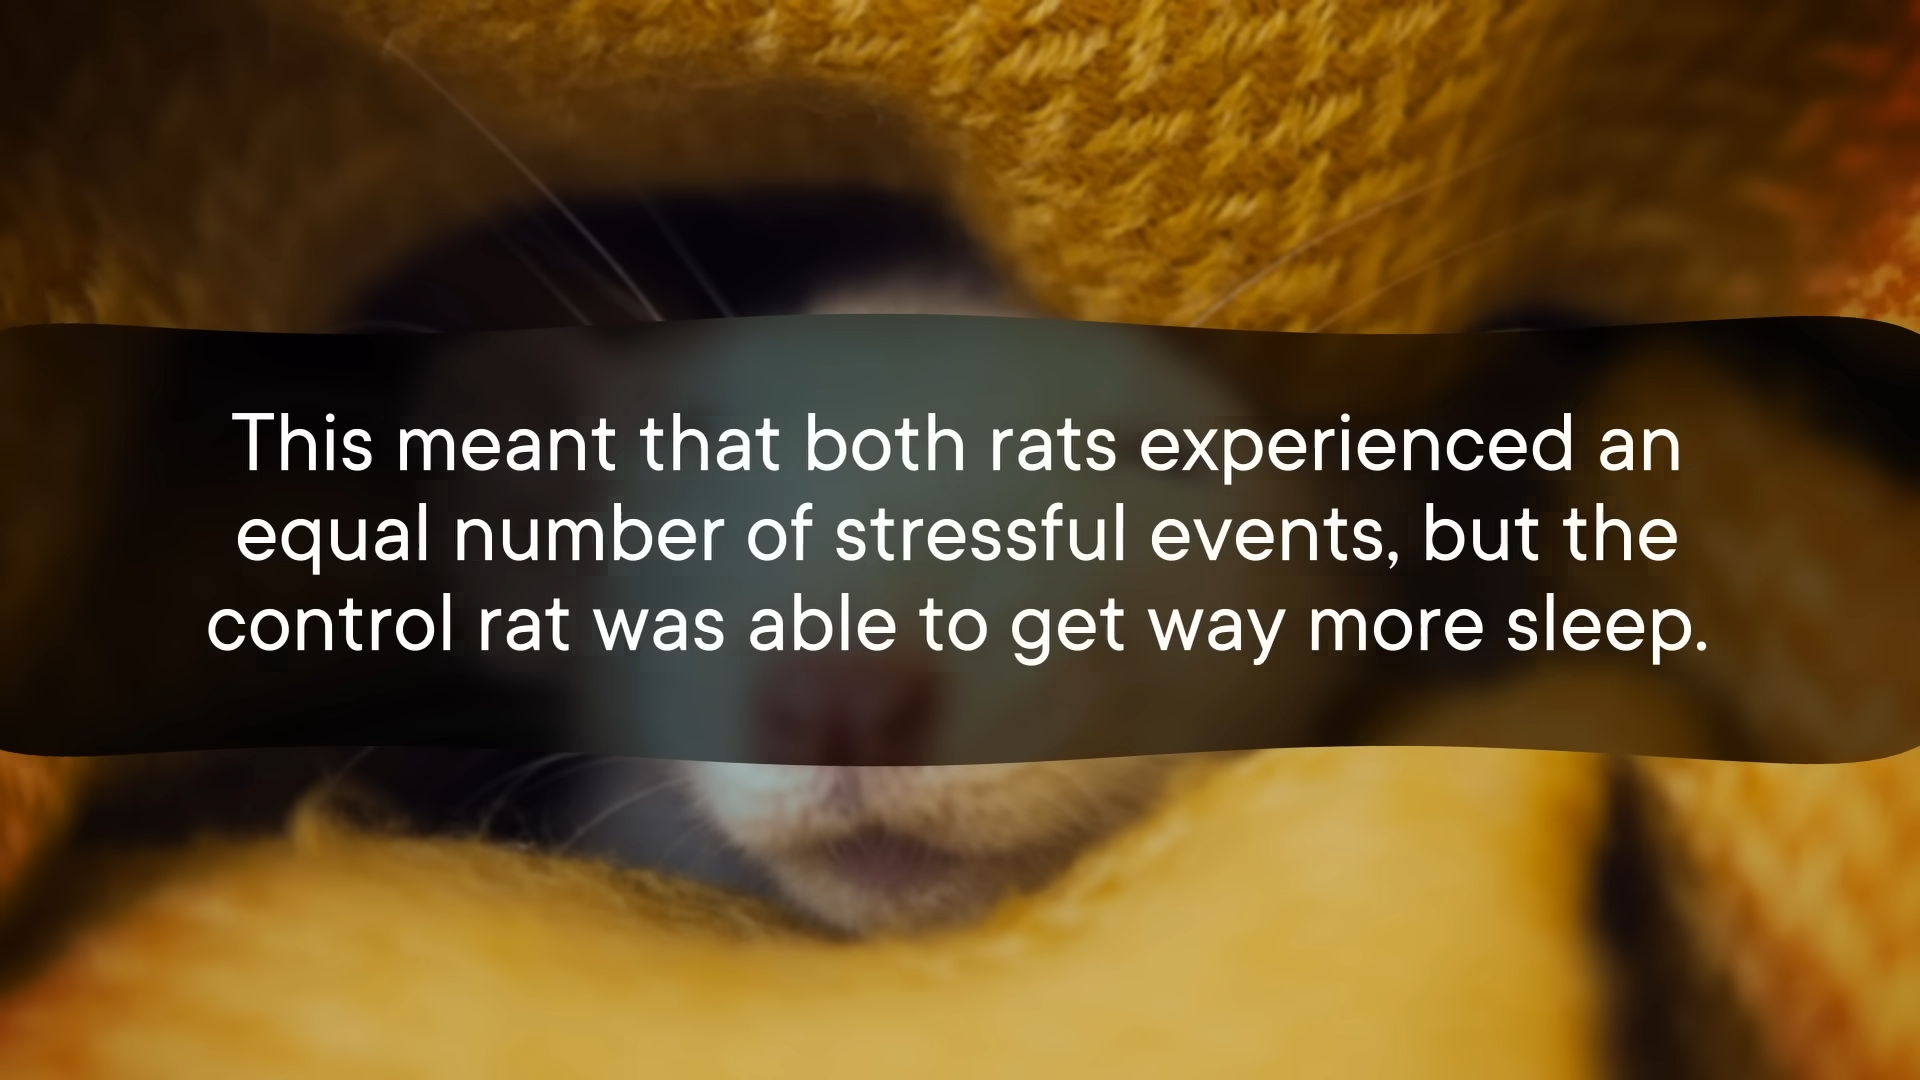 This meant that both rats experienced an
equal number of stressful events, but the
control rat was able to get way more sleep.